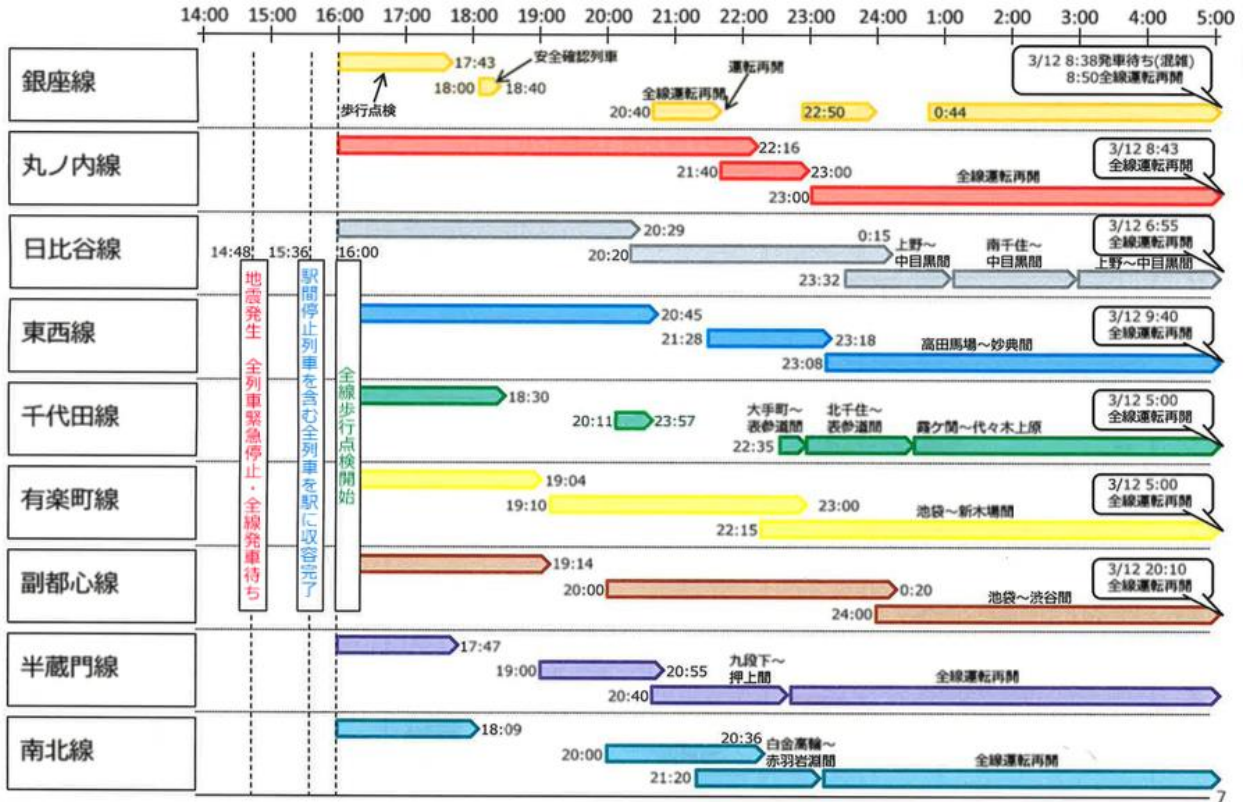 14:00 15:00 16:00 17:00 18:00 19:00 20:00 21:00 22:00 23:00 24:00 1:00 2:00 3:00 4:00 5:00
銀座線
17:43
歩行点検
18:00
18:40
安全確認列車
20:40
全線運転再開
運転再開
22:50
0:44
3/12 8:38発車待ち(混雑)
8:50全線運転再開
丸ノ内線
22:16
21:40
23:00
23:00
全線運転再開
3/12 8:43
全線運転再開
日比谷線
14:48
15:36
16:00
20:29
20:20
0:15
23:32
上野～
中目黒間
南千住～
中目黒間
上野～中目黒間
3/12 6:55
全線運転再開
地震発生 全列車緊急停止・全線発車待ち
駅間停止列車を含む全列車を駅に収容完了
全線歩行点検開始
東西線
20:45
21:28
23:18
23:08
高田馬場～妙典間
3/12 9:40
全線運転再開
千代田線
18:30
20:11
23:57
22:35
大手町～
表参道間
北千住～
表参道間
霞ケ関～代々木上原
3/12 5:00
全線運転再開
有楽町線
19:04
19:10
23:00
22:15
池袋～新木場間
3/12 5:00
全線運転再開
副都心線
19:14
20:00
0:20
24:00
池袋～渋谷間
3/12 20:10
全線運転再開
半蔵門線
17:47
19:00
20:55
20:40
九段下～
押上間
全線運転再開
南北線
18:09
20:00
20:36
21:20
白金高輪～
赤羽岩淵間
全線運転再開
7